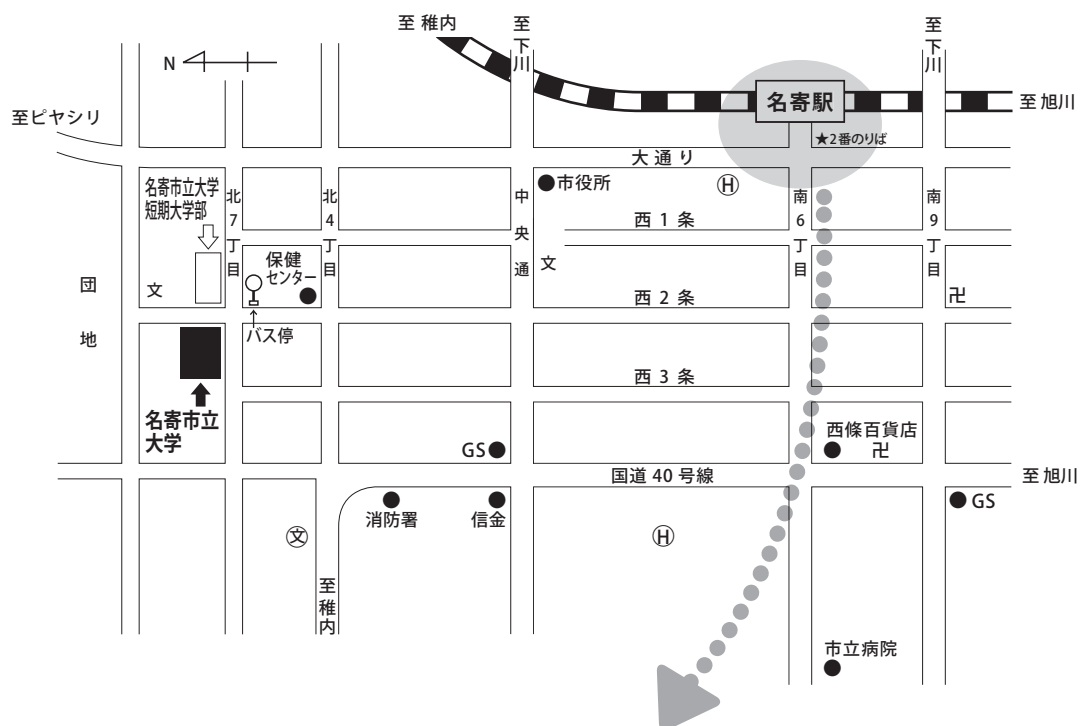 至 稚内
至下川
至下川
N
至ピヤシリ
名寄駅
至 旭川
★2番のりば
大 通 り
名寄市立大学
短期大学部
北7丁目
北4丁目
中央通
市役所
H
南6丁目
南9丁目
西 1 条
保健
センター
文
文
団地
西 2 条
卍
バス停
西 3 条
名寄市立
大学
西條百貨店
卍
GS
国道 40 号線
至 旭川
消防署
信金
GS
文
H
至稚内
市立病院